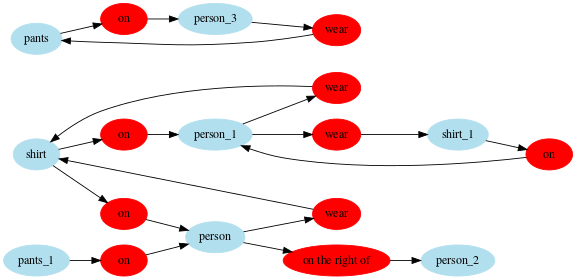 on
person_3
pants
wear
wear
on
person_1
wear
shirt_1
shirt
on
on
wear
person
pants_1
on
on the right of
person_2